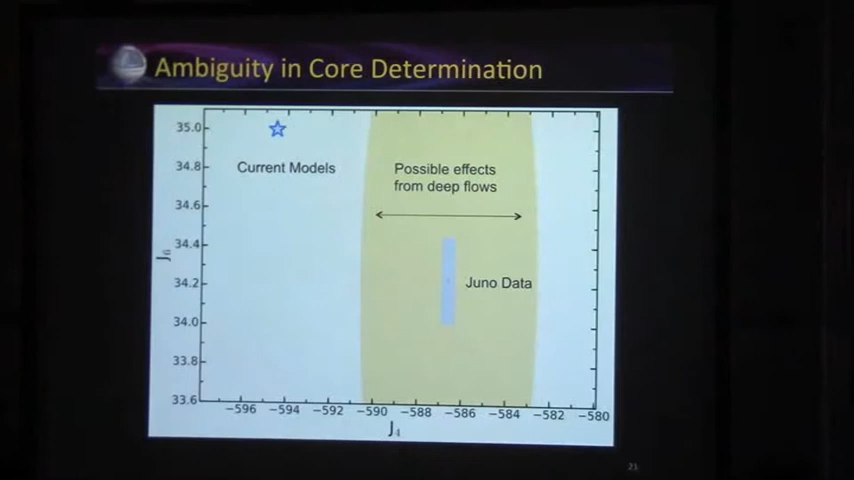 Ambiguity in Core Determination
35.0
34.8
34.6
34.4
34.2
34.0
33.8
33.6
J6
Current Models
Possible effects
from deep flows
Juno Data
−596 −594 −592 −590 −588 −586 −584 −582 −580
J4
21